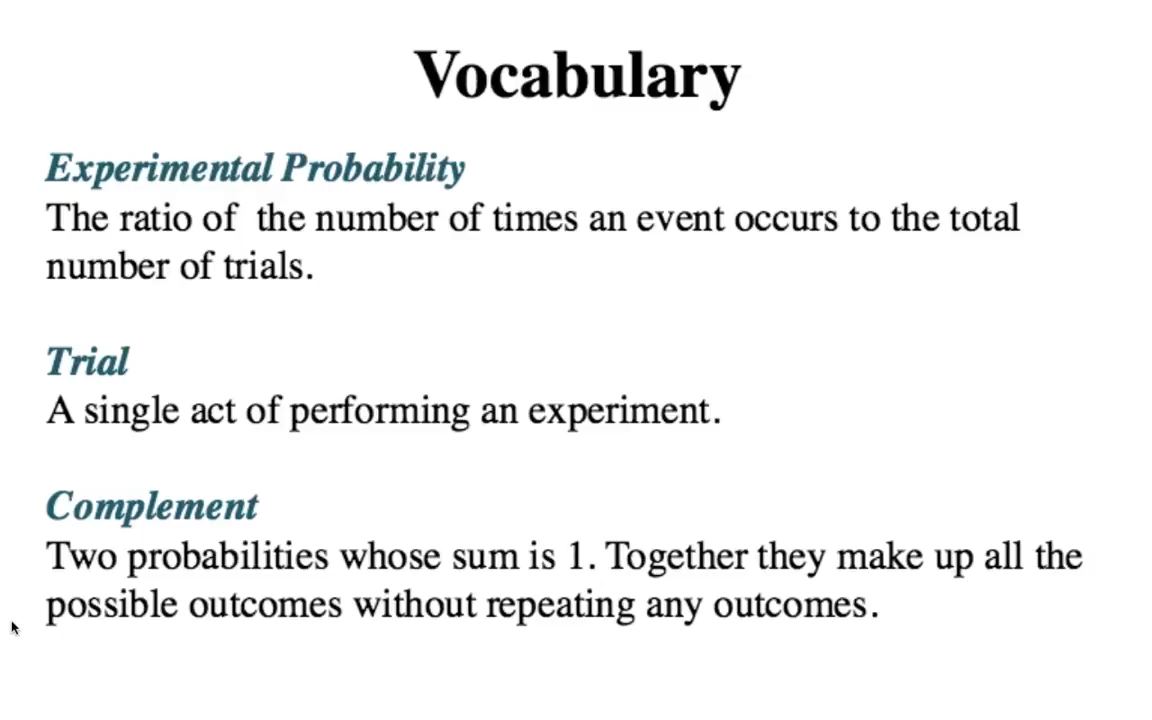 Vocabulary
Experimental Probability
The ratio of  the number of times an event occurs to the total
number of trials.
Trial
A single act of performing an experiment.
Complement
Two probabilities whose sum is 1. Together they make up all the
possible outcomes without repeating any outcomes.